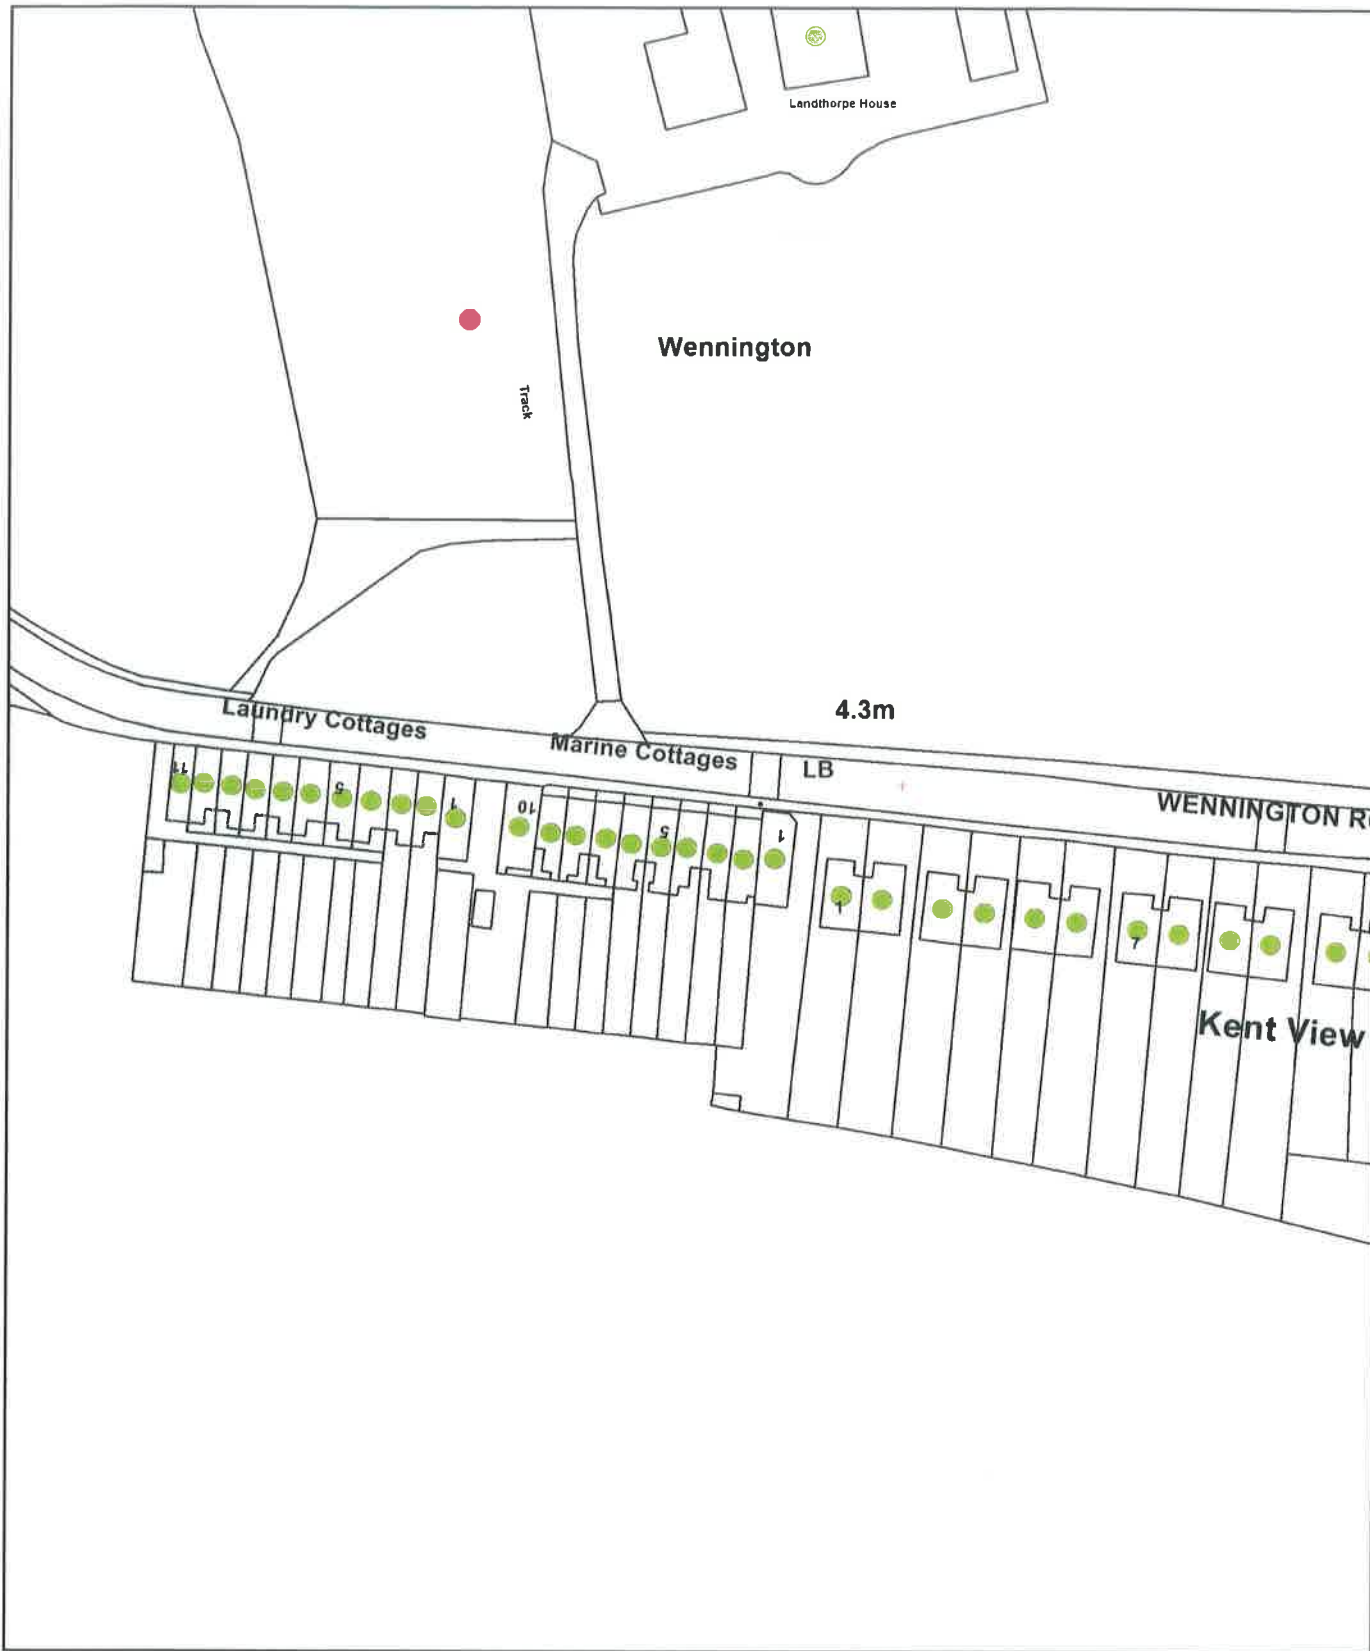 Landthorpe House
Wennington
Track
4.3m
Laundry Cottages
Marine Cottages
LB
WENNINGTON R
11
5
1
10
5
1
1
7
Kent View